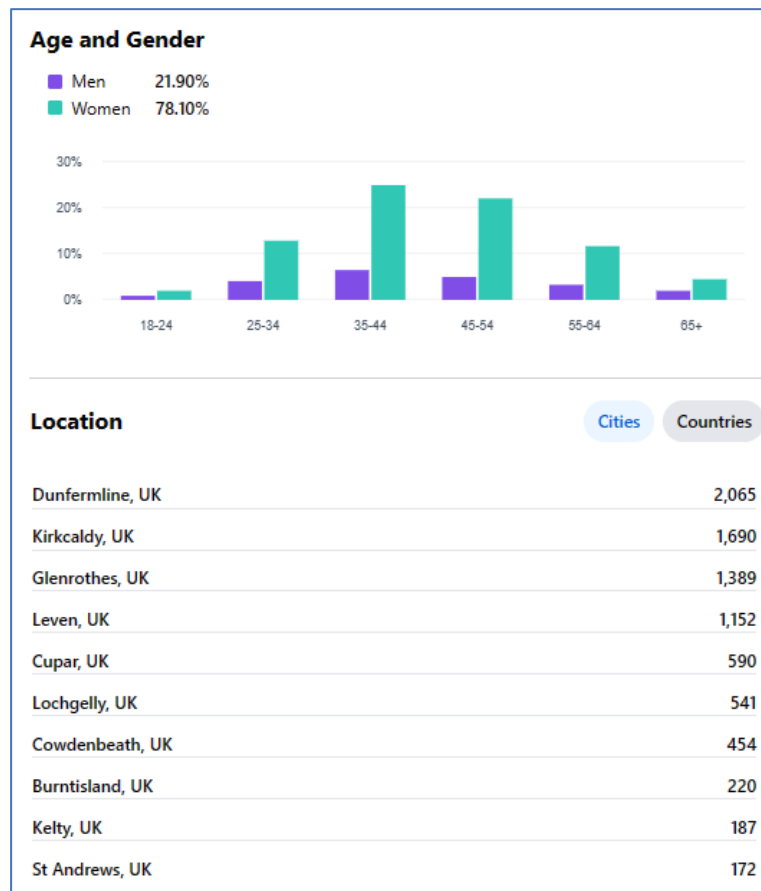 Age and Gender
Men 21.90%
Women 78.10%
30%
20%
10%
0%
18-24 25-34 35-44 45-54 55-64 65+
Location Cities Countries
Dunfermline, UK 2,065
Kirkcaldy, UK 1,690
Glenrothes, UK 1,389
Leven, UK 1,152
Cupar, UK 590
Lochgelly, UK 541
Cowdenbeath, UK 454
Burntisland, UK 220
Kelty, UK 187
St Andrews, UK 172